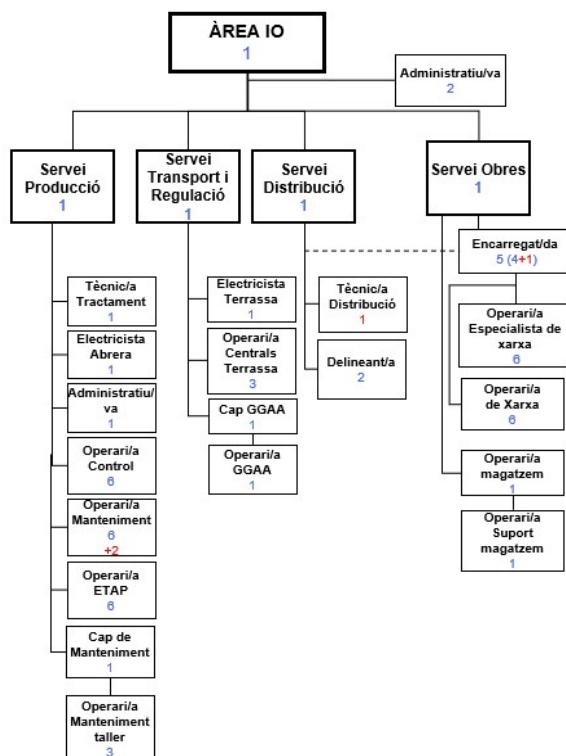 ÀREA IO
1
Administratiu/va
2
Servei
Producció
1
Servei
Transport i
Regulació
1
Servei
Distribució
1
Servei Obres
1
Encarregat/da
5 (4+1)
Tècnic/a
Tractament
1
Electricista
Abrera
1
Administratiu/
va
1
Operari/a
Control
6
Operari/a
Manteniment
6
+2
Operari/a
ETAP
6
Cap de
Manteniment
1
Operari/a
Manteniment
taller
3
Electricista
Terrassa
1
Operari/a
Centrals
Terrassa
3
Cap GGAA
1
Operari/a
GGAA
1
Tècnic/a
Distribució
1
Delineant/a
2
Operari/a
Especialista de
xarxa
6
Operari/a
de Xarxa
6
Operari/a
magatzem
1
Operari/a
Suport
magatzem
1